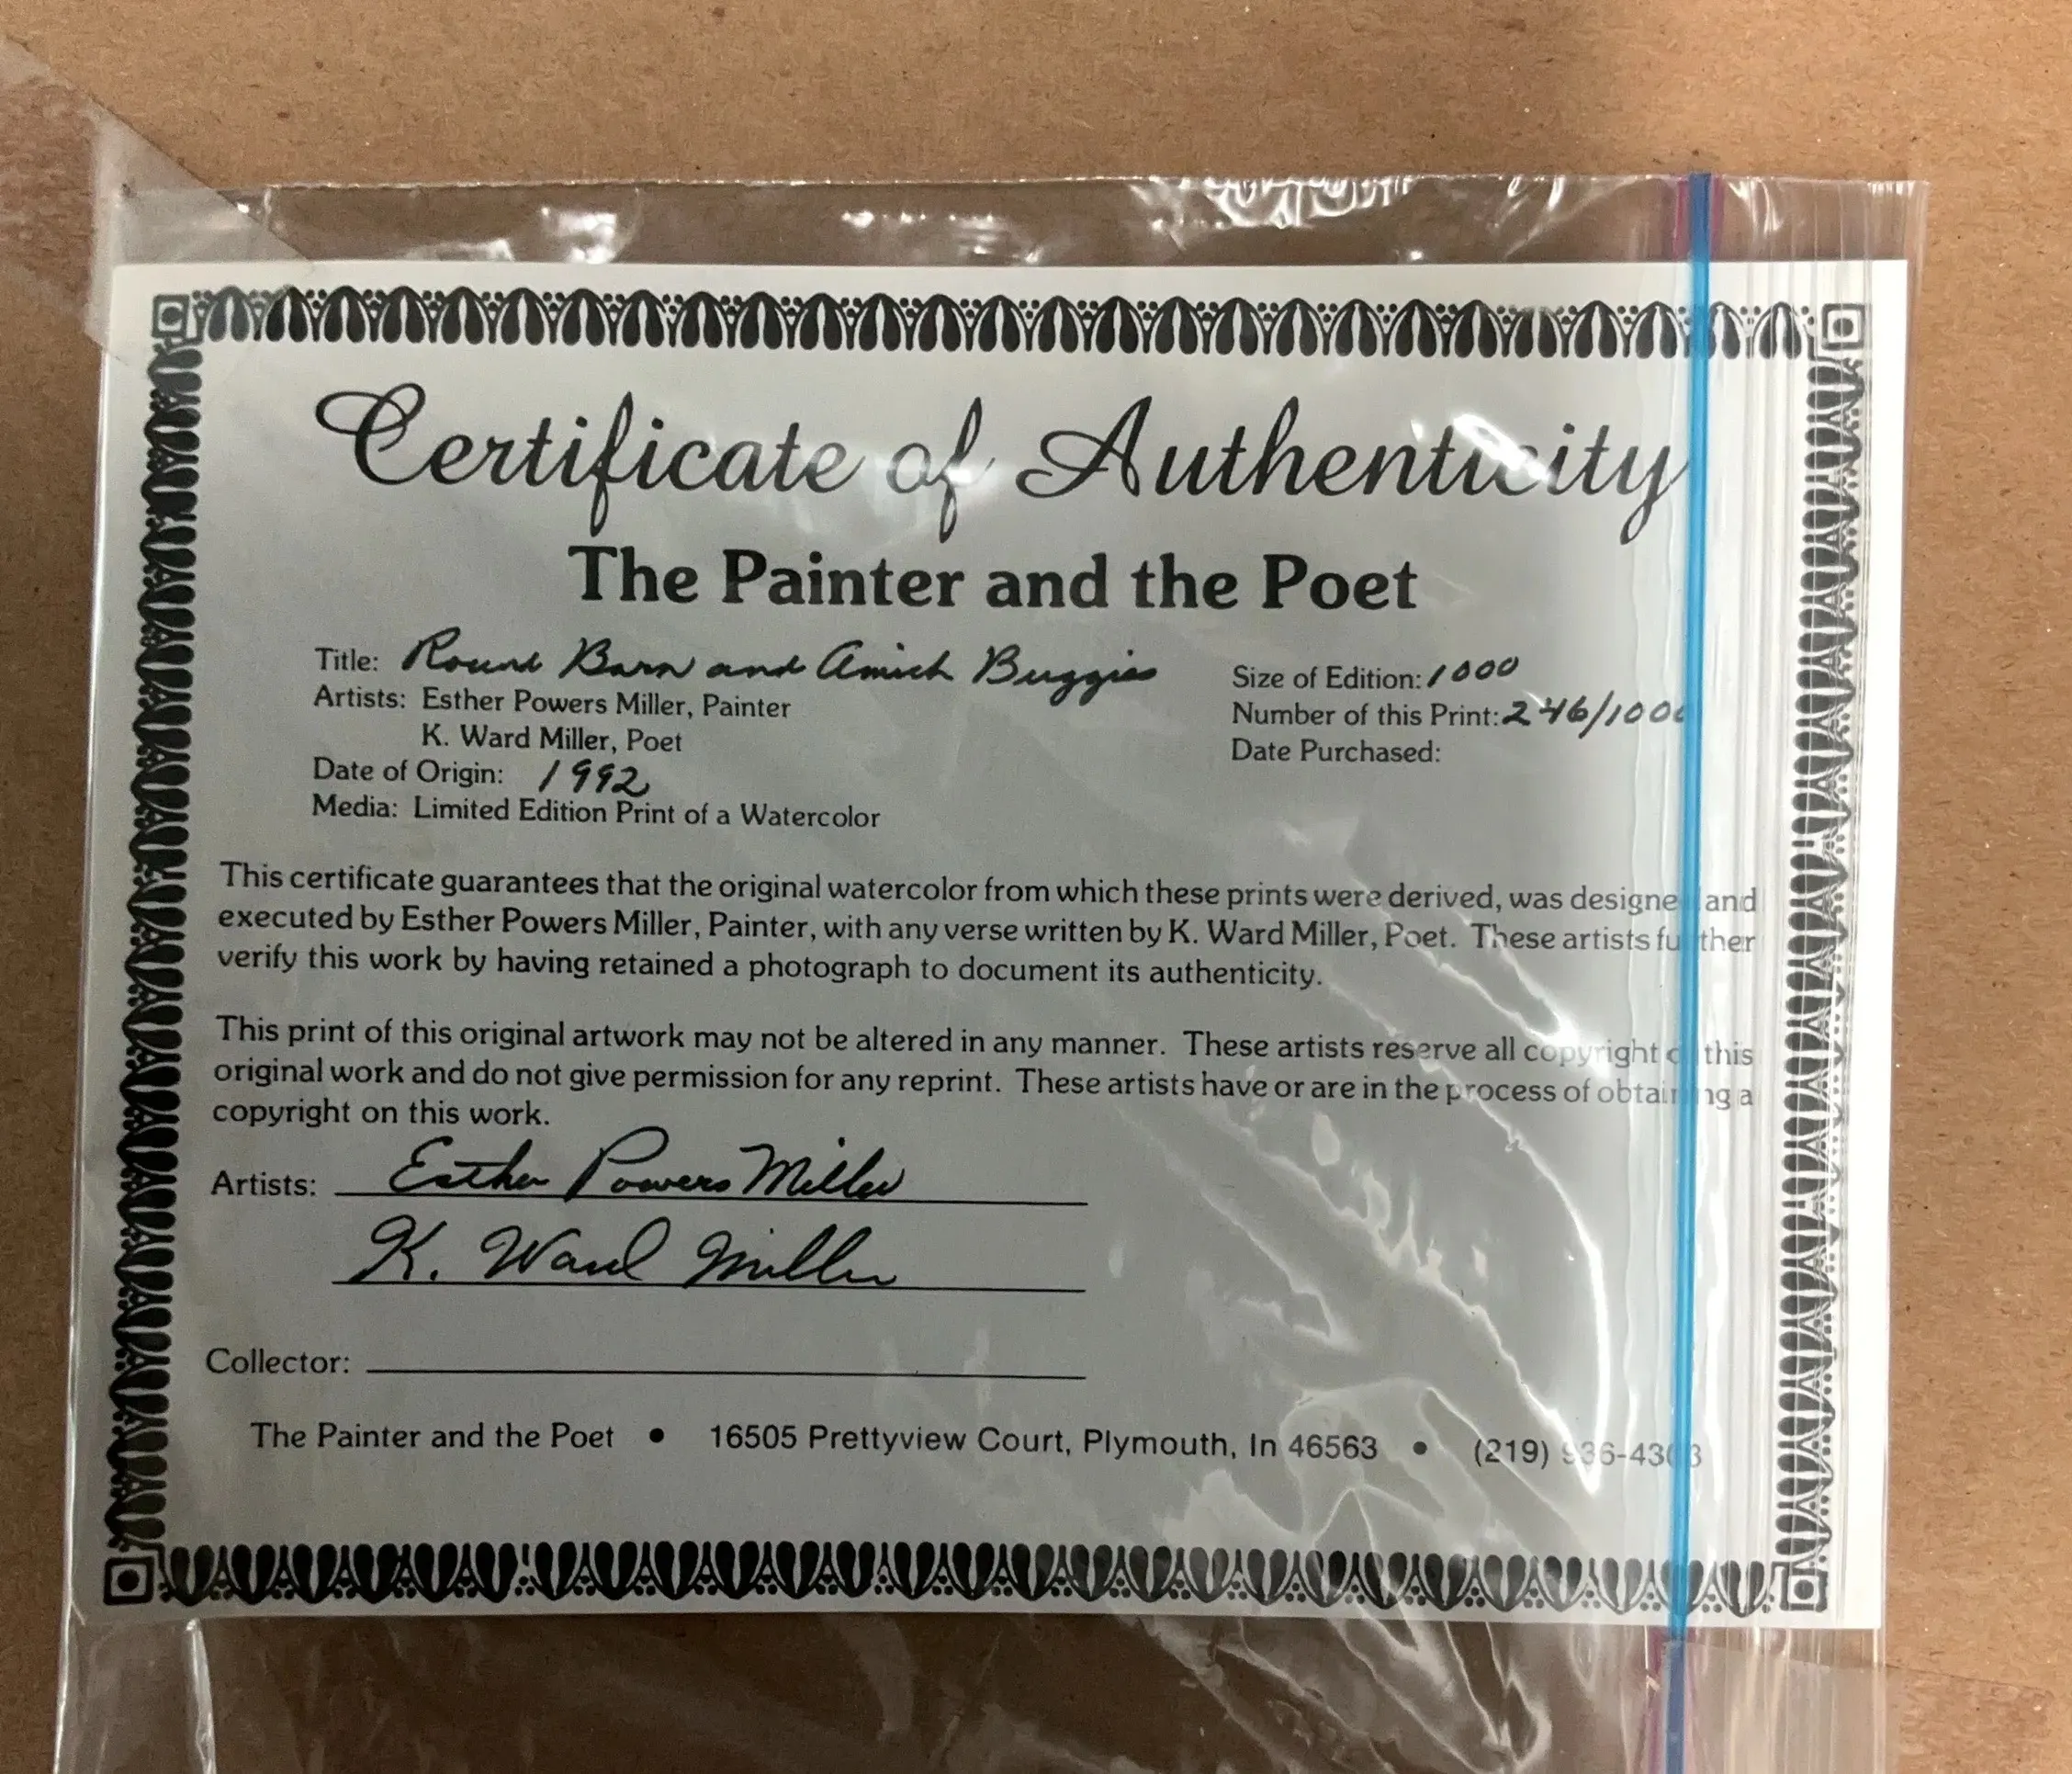 Certificate of Authenticity
The Painter and the Poet
Title: Round Barn and Amish Buggies
Artists: Esther Powers Miller, Painter
K. Ward Miller, Poet
Date of Origin: 1992
Media: Limited Edition Print of a Watercolor
Size of Edition: 1000
Number of this Print: 246/1000
Date Purchased:
This certificate guarantees that the original watercolor from which these prints were derived, was designed and
executed by Esther Powers Miller, Painter, with any verse written by K. Ward Miller, Poet. These artists further
verify this work by having retained a photograph to document its authenticity.
This print of this original artwork may not be altered in any manner. These artists reserve all copyright of this
original work and do not give permission for any reprint. These artists have or are in the process of obtaining a
copyright on this work.
Artists: Esther Powers Miller
K. Ward Miller
Collector:
The Painter and the Poet • 16505 Prettyview Court, Plymouth, In 46563 • (219)